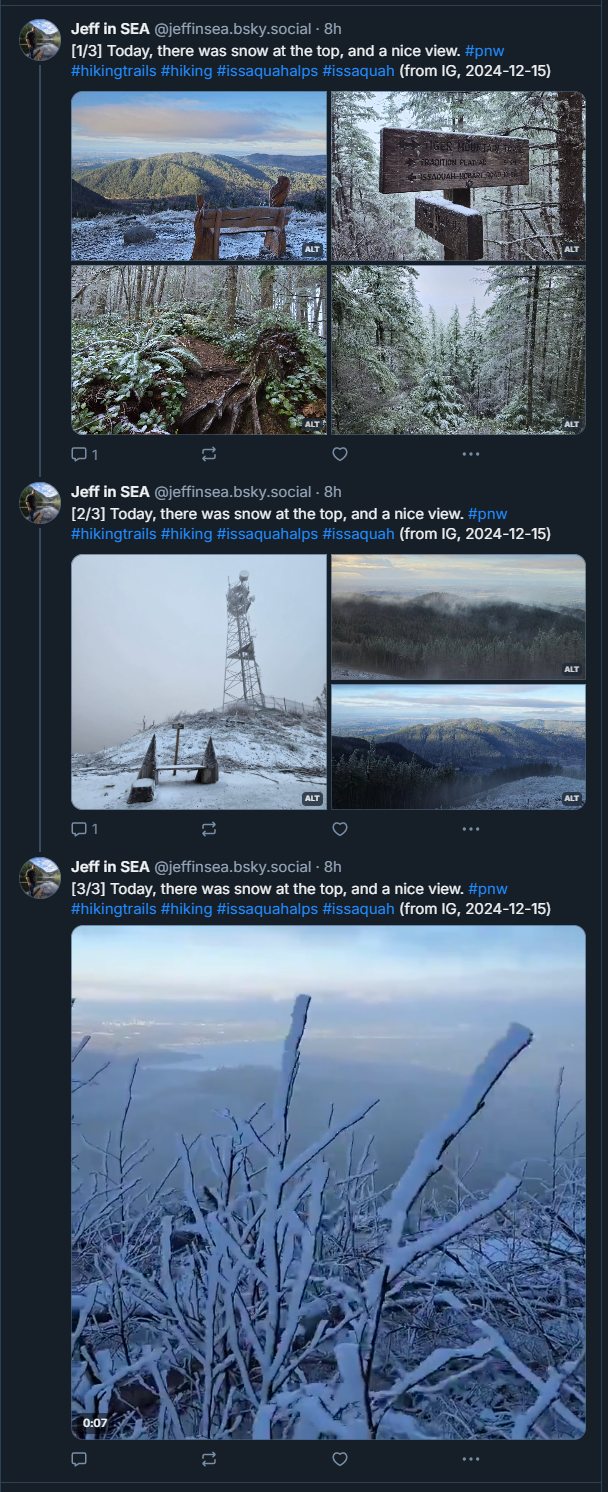 Jeff in SEA @jeffinsea.bsky.social · 8h
[1/3] Today, there was snow at the top, and a nice view. #pnw
#hikingtrails #hiking #issaquahalps #issaquah (from IG, 2024-12-15)
TIGER MOUNTAIN
TRADITION PLATEAU
ISSAQUAH-HOBART ROAD
ALT
ALT
ALT
ALT
1
Jeff in SEA @jeffinsea.bsky.social · 8h
[2/3] Today, there was snow at the top, and a nice view. #pnw
#hikingtrails #hiking #issaquahalps #issaquah (from IG, 2024-12-15)
ALT
ALT
ALT
1
Jeff in SEA @jeffinsea.bsky.social · 8h
[3/3] Today, there was snow at the top, and a nice view. #pnw
#hikingtrails #hiking #issaquahalps #issaquah (from IG, 2024-12-15)
0:07